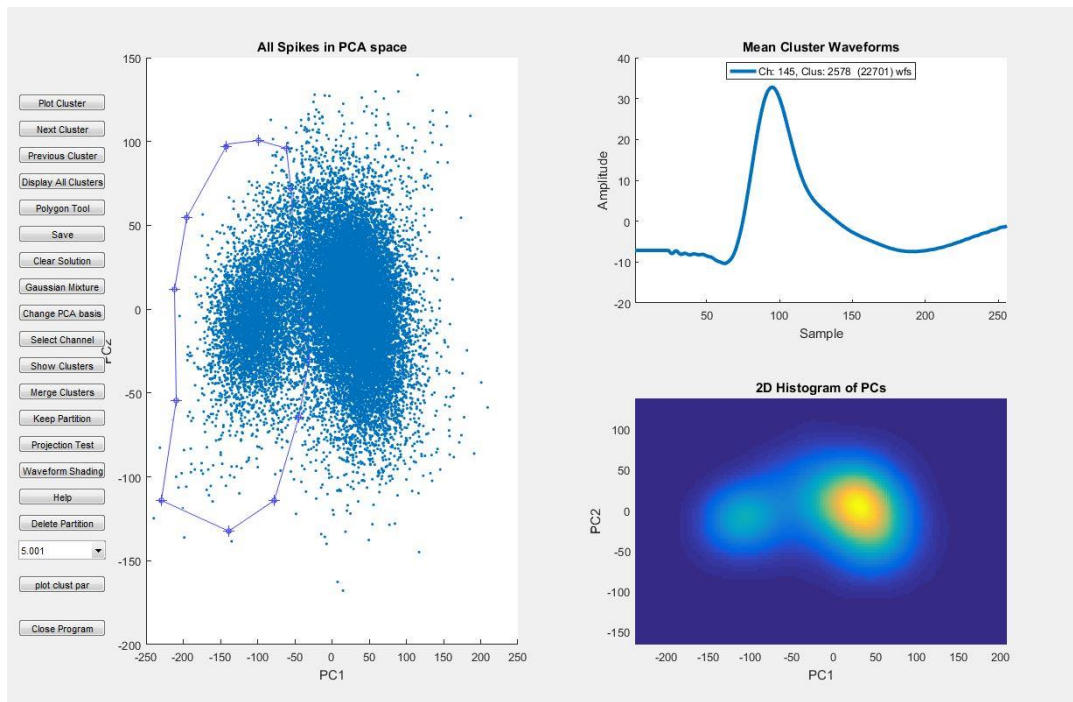 Plot Cluster
Next Cluster
Previous Cluster
Display All Clusters
Polygon Tool
Save
Clear Solution
Gaussian Mixture
Change PCA basis
Select Channel
Show Clusters
Merge Clusters
Keep Partition
Projection Test
Waveform Shading
Help
Delete Partition
5.001
plot clust par
Close Program
All Spikes in PCA space
150
100
50
0
-50
-100
-150
-200
PC2
-250 -200 -150 -100 -50 0 50 100 150 200 250
PC1
Mean Cluster Waveforms
Ch: 145, Clus: 2578 (22701) wfs
40
30
20
10
0
-10
-20
Amplitude
50 100 150 200 250
Sample
2D Histogram of PCs
100
50
0
-50
-100
-150
PC2
-200 -150 -100 -50 0 50 100 150 200
PC1